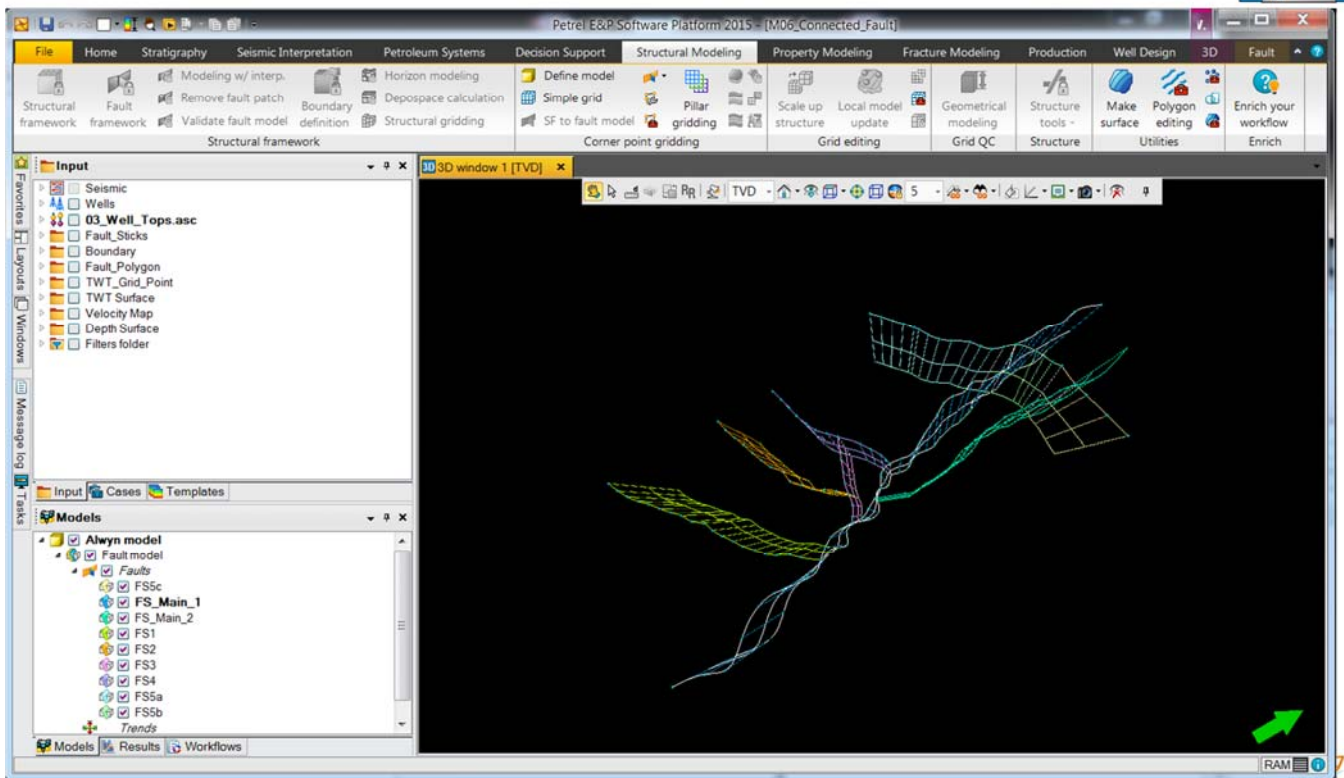 Petrel E&P Software Platform 2015 - [M06_Connected_Fault]
File Home Stratigraphy Seismic Interpretation Petroleum Systems Decision Support Structural Modeling Property Modeling Fracture Modeling Production Well Design 3D Fault
Structural framework
Fault framework
Modeling w/ interp.
Remove fault patch
Validate fault model
Boundary definition
Horizon modeling
Depospace calculation
Structural gridding
Define model
Simple grid
SF to fault model
Pillar gridding
Scale up structure
Local model update
Geometrical modeling
Structure tools
Make surface
Polygon editing
Enrich your workflow
Structural framework Corner point gridding Grid editing Grid QC Structure Utilities Enrich
Favorites
Layouts
Windows
Message log
Tasks
Input
Seismic
Wells
03_Well_Tops.asc
Fault_Sticks
Boundary
Fault_Polygon
TWT_Grid_Point
TWT Surface
Velocity Map
Depth Surface
Filters folder
Input Cases Templates
Models
Alwyn model
Fault model
Faults
FS5c
FS_Main_1
FS_Main_2
FS1
FS2
FS3
FS4
FS5a
FS5b
Trends
Models Results Workflows
3D 3D window 1 [TVD]
TVD 5
RAM